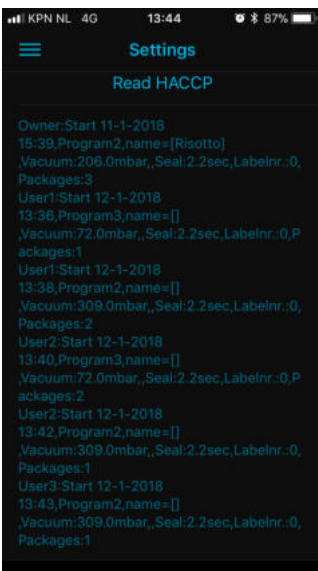 KPN NL 4G 13:44 87%
Settings
Read HACCP
Owner:Start 11-1-2018
15:39,Program2,name=[Risotto]
,Vacuum:206.0mbar,,Seal:2.2sec,Labelnr.:0,
Packages:3
User1:Start 12-1-2018
13:36,Program3,name=[]
,Vacuum:72.0mbar,,Seal:2.2sec,Labelnr.:0,P
ackages:1
User1:Start 12-1-2018
13:38,Program2,name=[]
,Vacuum:309.0mbar,,Seal:2.2sec,Labelnr.:0,
Packages:2
User2:Start 12-1-2018
13:40,Program3,name=[]
,Vacuum:72.0mbar,,Seal:2.2sec,Labelnr.:0,P
ackages:2
User2:Start 12-1-2018
13:42,Program2,name=[]
,Vacuum:309.0mbar,,Seal:2.2sec,Labelnr.:0,
Packages:1
User3:Start 12-1-2018
13:43,Program2,name=[]
,Vacuum:309.0mbar,,Seal:2.2sec,Labelnr.:0,
Packages:1